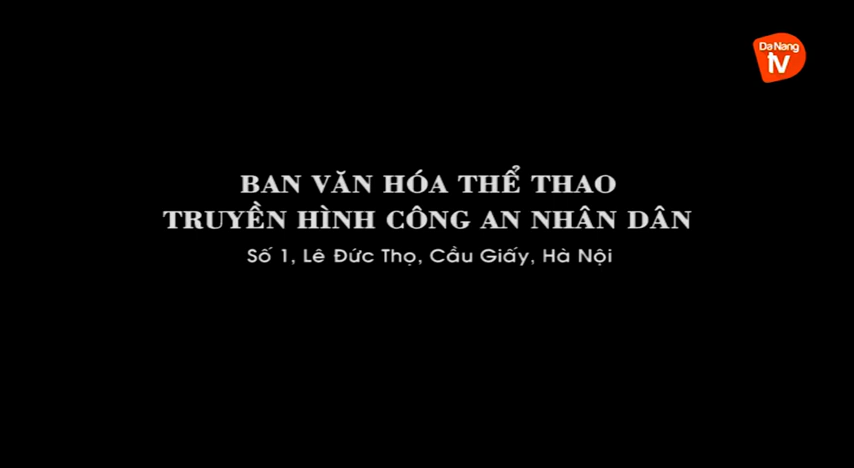 Da Nang
TV
BAN VĂN HÓA THỂ THAO
TRUYỀN HÌNH CÔNG AN NHÂN DÂN
Số 1, Lê Đức Thọ, Cầu Giấy, Hà Nội